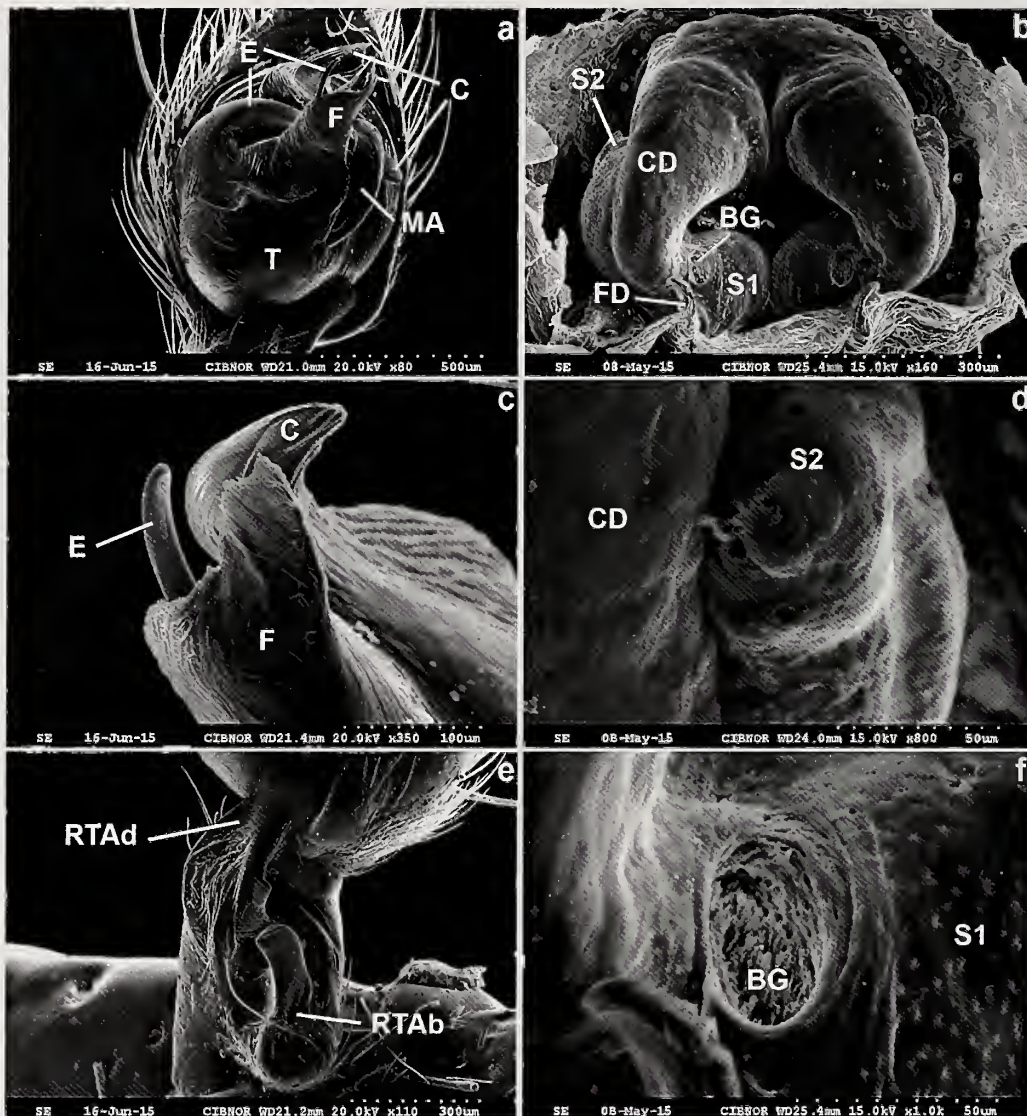 a
E
C
F
MA
T
SE 16-Jun-15 CIBNOR WD21.0mm 20.0kV x80 500um
b
S2
CD
BG
S1
FD
SE 08-May-15 CIBNOR WD25.4mm 15.0kV x160 300um
c
C
E
F
SE 16-Jun-15 CIBNOR WD21.4mm 20.0kV x350 100um
d
S2
CD
SE 08-May-15 CIBNOR WD24.0mm 15.0kV x800 50um
e
RTAd
RTAb
SE 16-Jun-15 CIBNOR WD21.2mm 20.0kV x110 300um
f
S1
BG
SE 08-May-15 CIBNOR WD25.4mm 15.0kV 50um